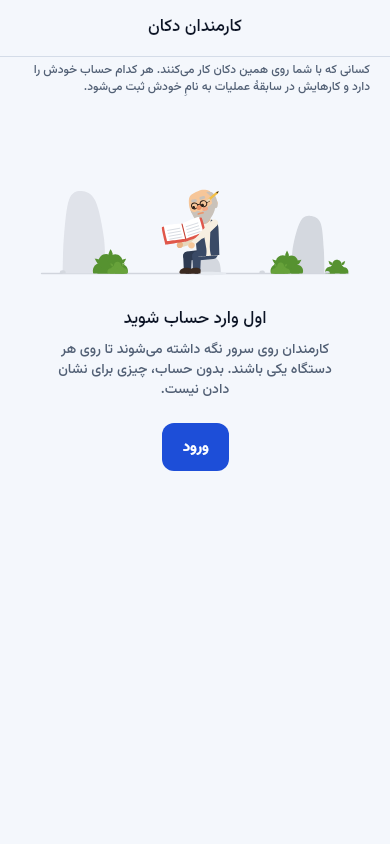 کارمندان دکان
کسانی که با شما روی همین دکان کار می‌کنند. هر کدام حساب خودش را
دارد و کارهایش در سابقهٔ عملیات به نامِ خودش ثبت می‌شود.
اول وارد حساب شوید
کارمندان روی سرور نگه داشته می‌شوند تا روی هر
دستگاه یکی باشند. بدون حساب، چیزی برای نشان
دادن نیست.
ورود